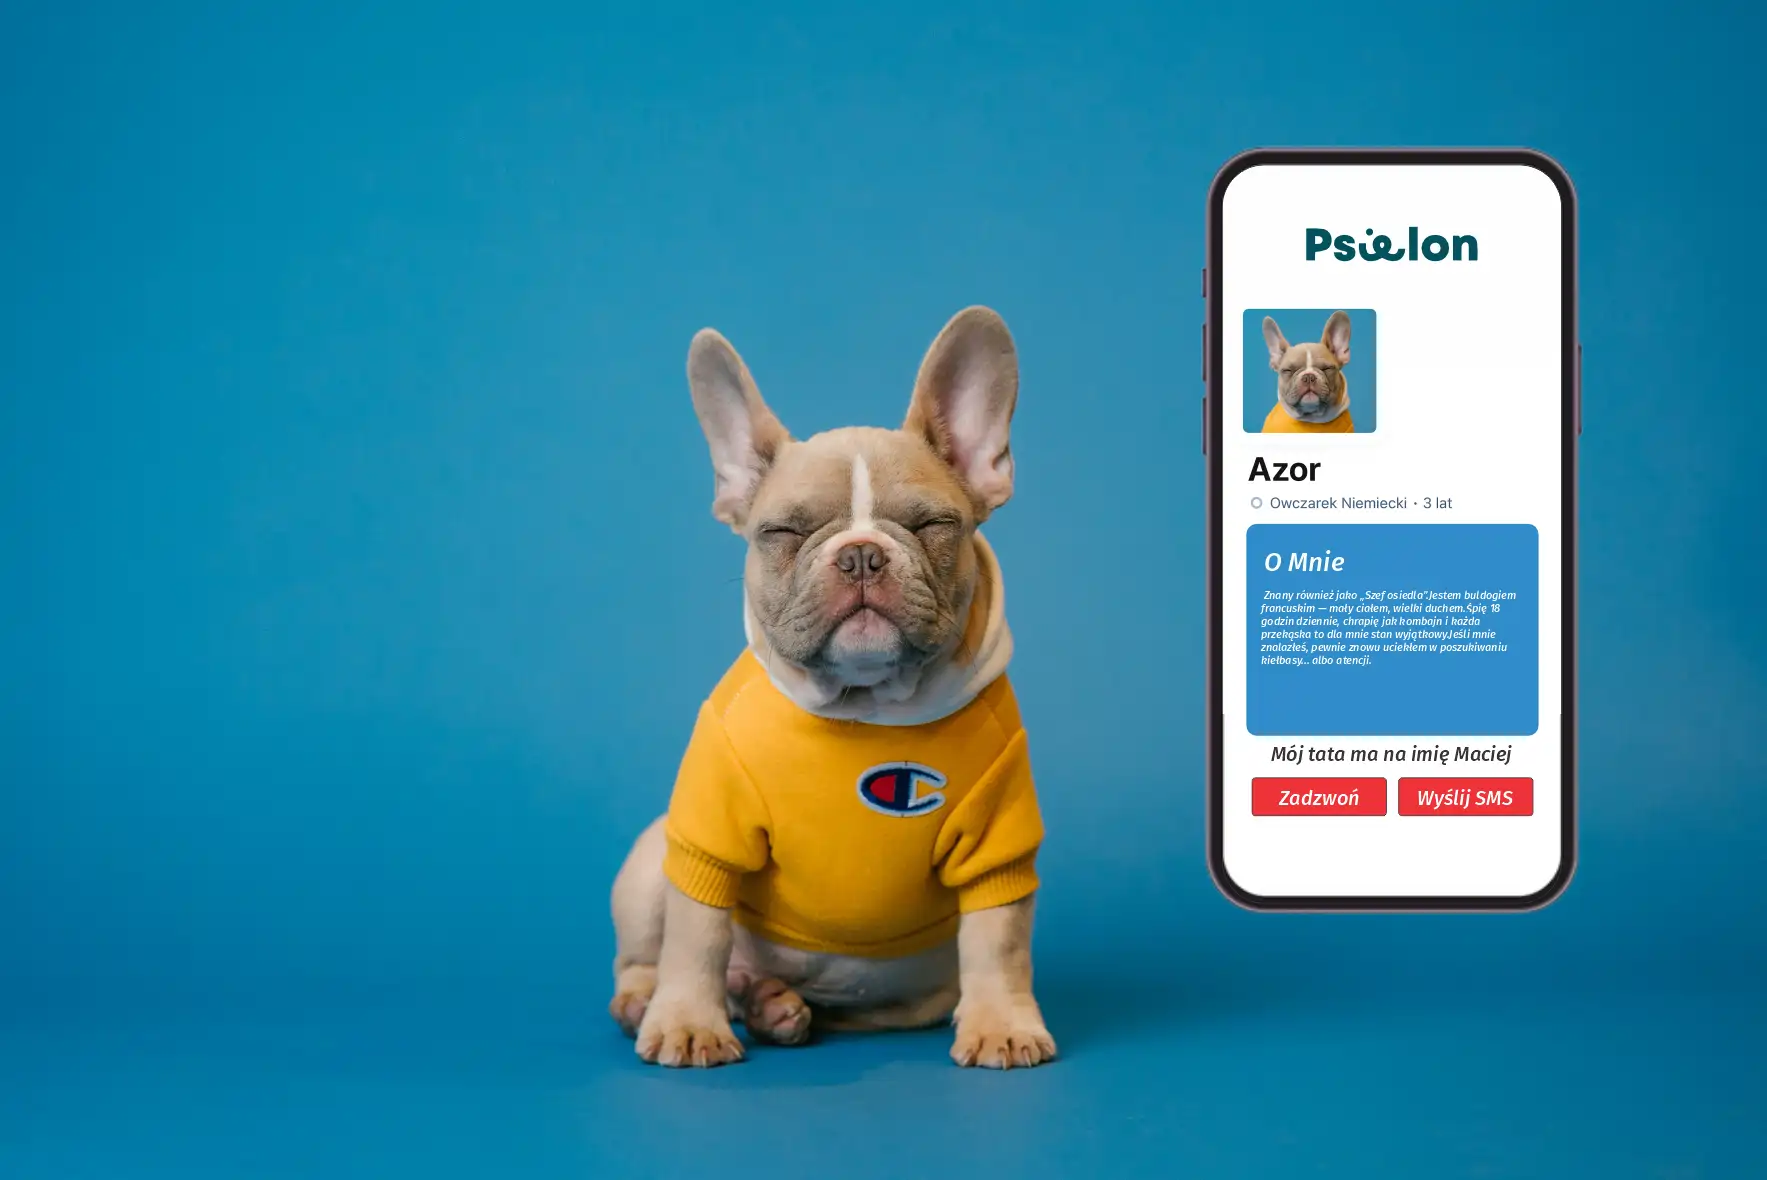 Psielon
Azor
Owczarek Niemiecki • 3 lat
O Mnie
Znany również jako „Szef osiedla”.Jestem buldogiem
francuskim — mały ciałem, wielki duchem.Śpię 18
godzin dziennie, chrapię jak kombajn i każda
przekąska to dla mnie stan wyjątkowy.Jeśli mnie
znalazłeś, pewnie znowu uciekłem w poszukiwaniu
kiełbasy... albo atencji.
Mój tata ma na imię Maciej
Zadzwoń
Wyślij SMS